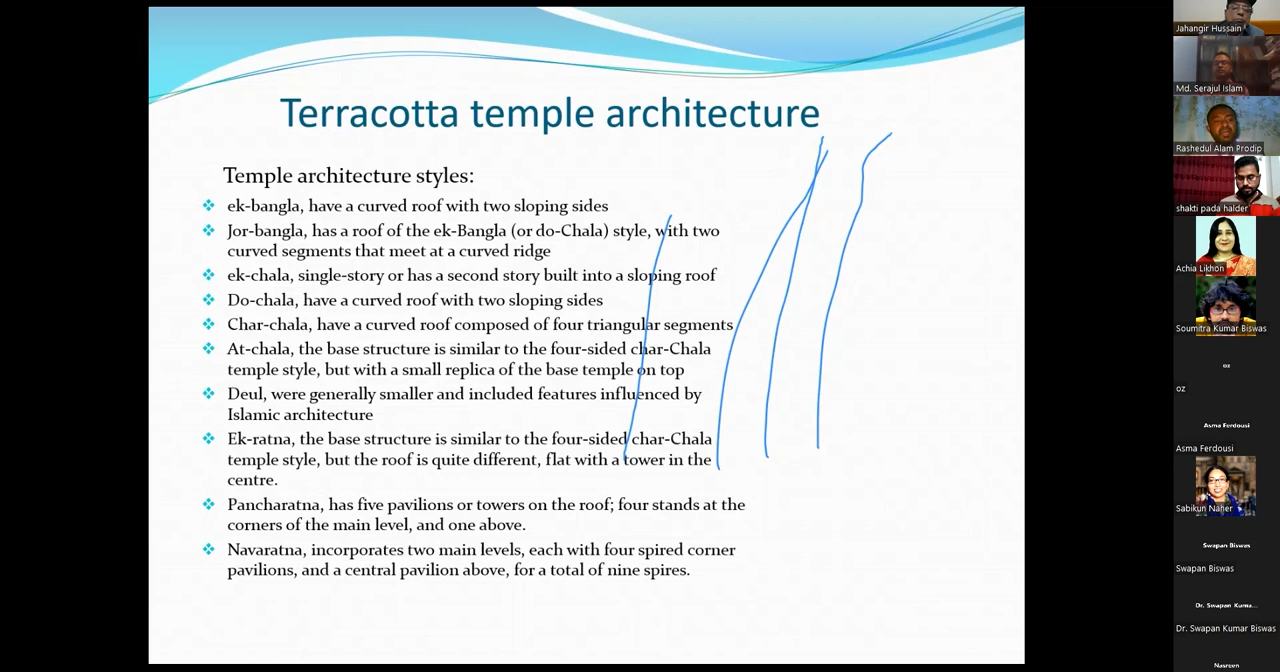 Terracotta temple architecture
Temple architecture styles:
❖ ek-bangla, have a curved roof with two sloping sides
❖ Jor-bangla, has a roof of the ek-Bangla (or do-Chala) style, with two
curved segments that meet at a curved ridge
❖ ek-chala, single-story or has a second story built into a sloping roof
❖ Do-chala, have a curved roof with two sloping sides
❖ Char-chala, have a curved roof composed of four triangular segments
❖ At-chala, the base structure is similar to the four-sided char-Chala
temple style, but with a small replica of the base temple on top
❖ Deul, were generally smaller and included features influenced by
Islamic architecture
❖ Ek-ratna, the base structure is similar to the four-sided char-Chala
temple style, but the roof is quite different, flat with a tower in the
centre.
❖ Pancharatna, has five pavilions or towers on the roof; four stands at the
corners of the main level, and one above.
❖ Navaratna, incorporates two main levels, each with four spired corner
pavilions, and a central pavilion above, for a total of nine spires.
Jahangir Hussain
Md. Serajul Islam
Rashedul Alam Prodip
shakti pada halder
Achia Likhon
Soumitra Kumar Biswas
oz
oz
Asma Ferdousi
Asma Ferdousi
Sabikun Naher
Swapan Biswas
Swapan Biswas
Dr. Swapan Kuma...
Dr. Swapan Kumar Biswas
Nasreen